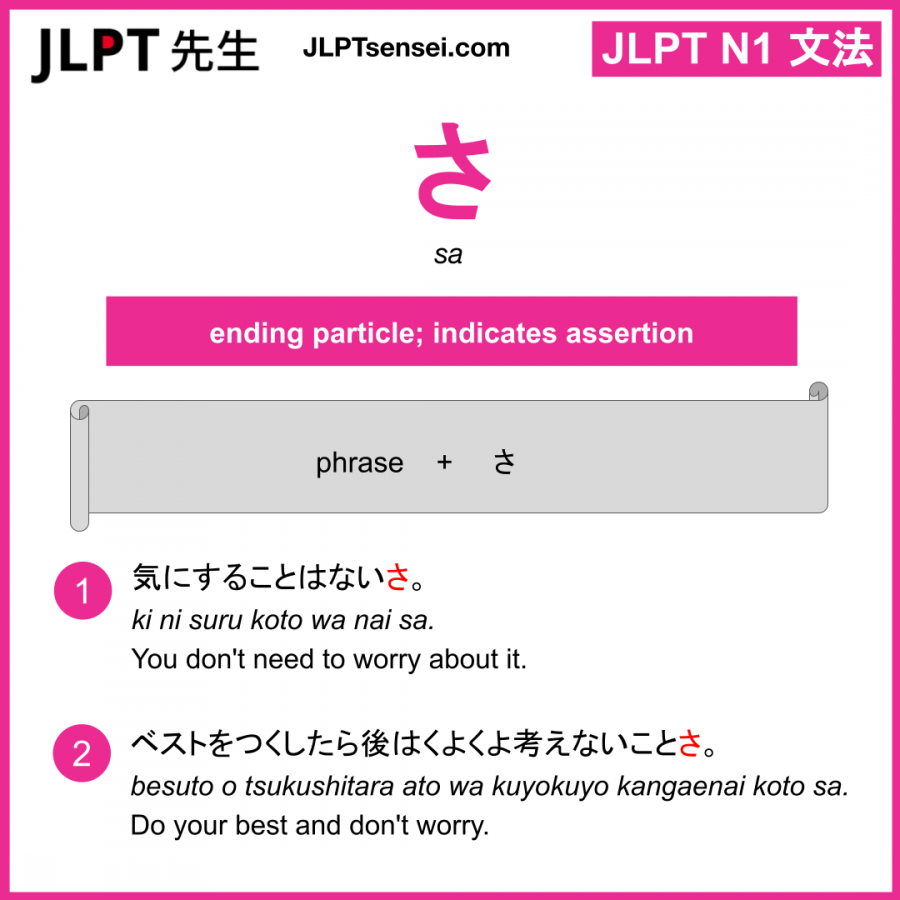 JLPT 先生
JLPTsensei.com
JLPT N1 文法
さ
sa
ending particle; indicates assertion
phrase + さ
1
気にすることはないさ。
ki ni suru koto wa nai sa.
You don't need to worry about it.
2
ベストをつくしたら後はくよくよ考えないことさ。
besuto o tsukushitara ato wa kuyokuyo kangaenai koto sa.
Do your best and don't worry.